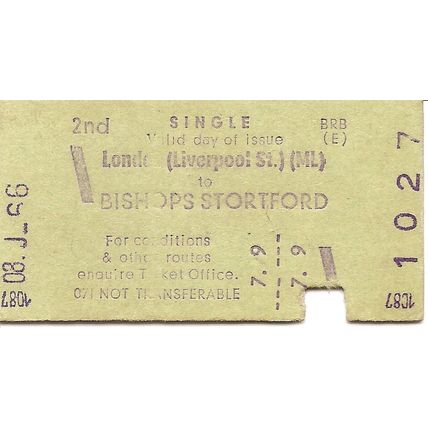 2nd SINGLE BRB
Valid day of issue (E)
(Liverpool St.) (ML)
to
BISHOPS STORTFORD
For conditions
& other routes
enquire Ticket Office.
071 NOT TRANSFERABLE
7.9
7.9
1027
1087
1087